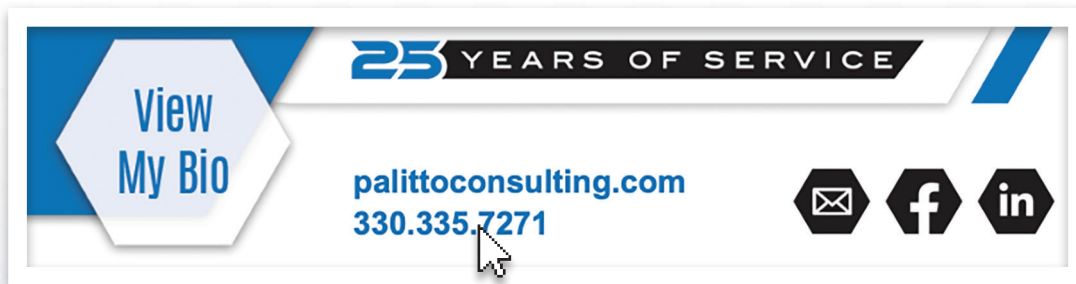 25 YEARS OF SERVICE
View
My Bio
palittoconsulting.com
330.335.7271
f
in